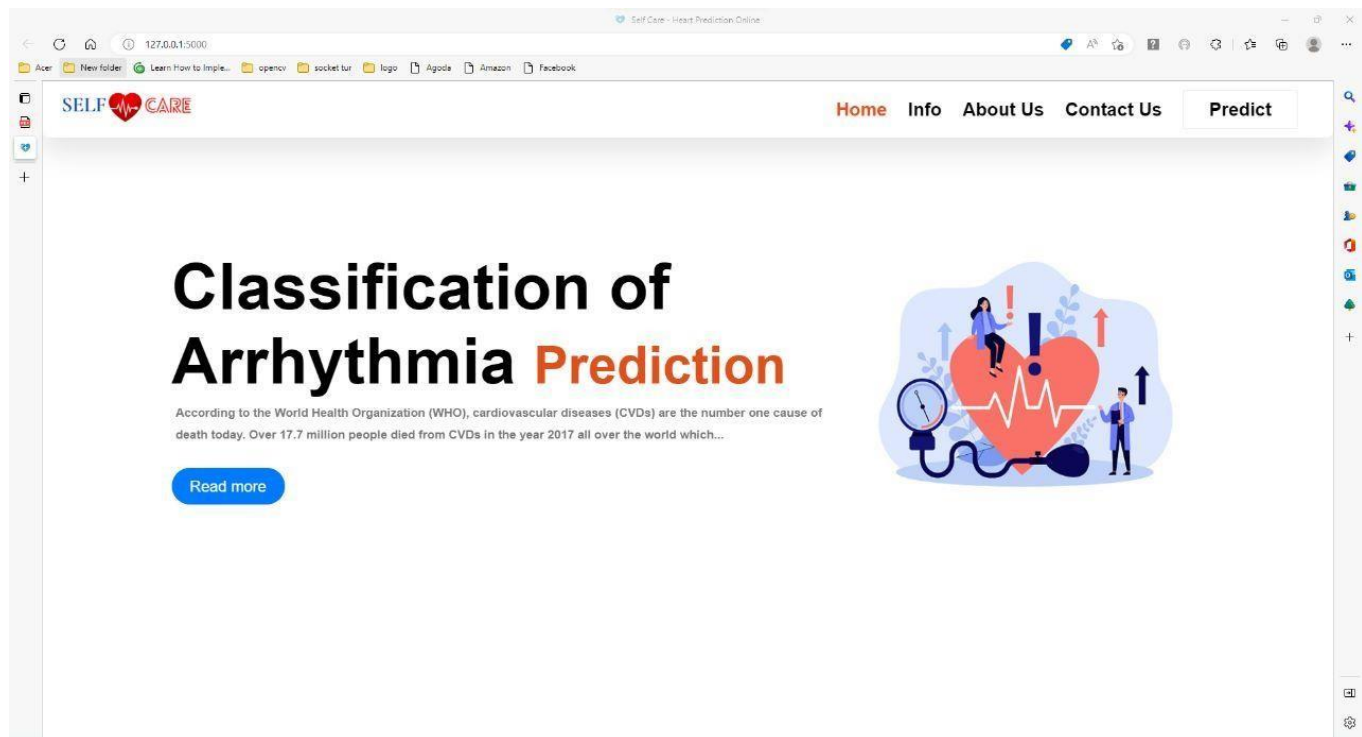 Self Care - Heart Prediction Online
127.0.0.1:5000
Acer New folder Learn How to Imple... opencv socket tur logo Agoda Amazon Facebook
SELF CARE Home Info About Us Contact Us Predict
Classification of
Arrhythmia Prediction
According to the World Health Organization (WHO), cardiovascular diseases (CVDs) are the number one cause of
death today. Over 17.7 million people died from CVDs in the year 2017 all over the world which...
Read more